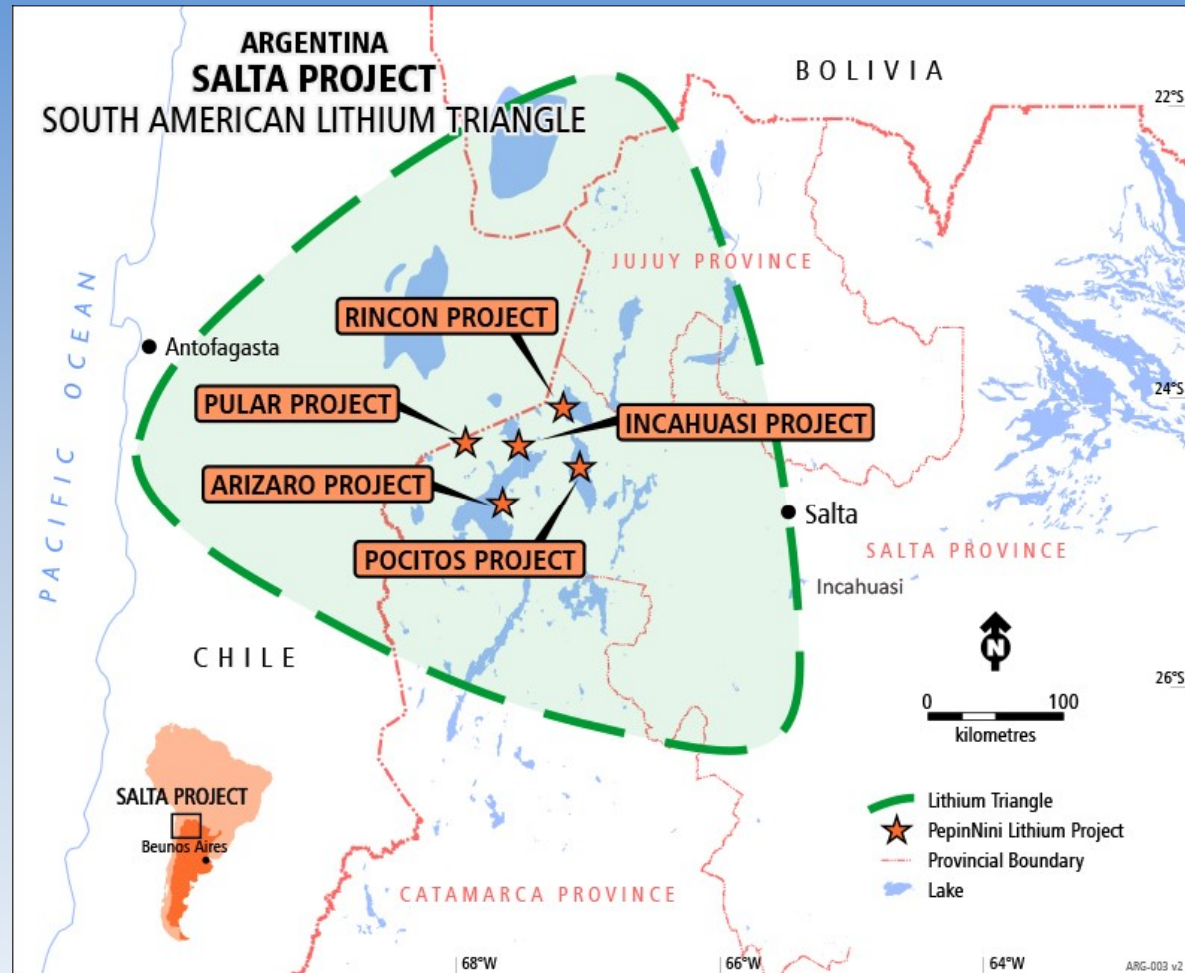 ARGENTINA
SALTA PROJECT
SOUTH AMERICAN LITHIUM TRIANGLE
BOLIVIA
22°S
JUJUY PROVINCE
PACIFIC OCEAN
RINCON PROJECT
Antofagasta
24°S
PULAR PROJECT
INCAHUASI PROJECT
ARIZARO PROJECT
Salta
POCITOS PROJECT
SALTA PROVINCE
Incahuasi
N
CHILE
26°S
0 100
kilometres
SALTA PROJECT
Beunos Aires
Lithium Triangle
PepinNini Lithium Project
Provincial Boundary
Lake
CATAMARCA PROVINCE
68°W
66°W
64°W
ARG-003 v2